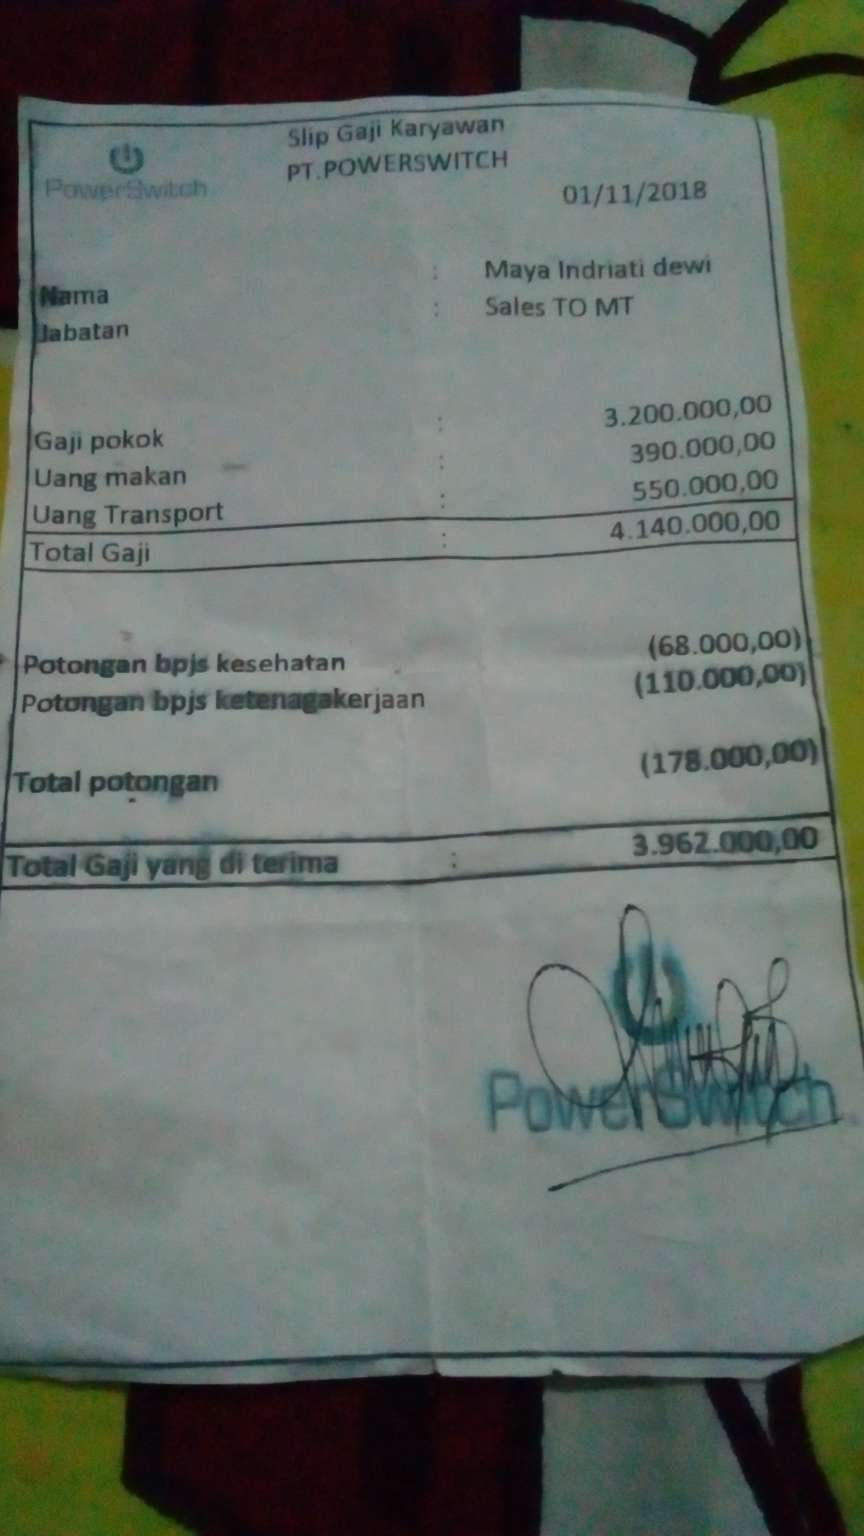 Slip Gaji Karyawan
PowerSwitch
PT.POWERSWITCH
01/11/2018
Nama : Maya Indriati dewi
Jabatan : Sales TO MT
Gaji pokok : 3.200.000,00
Uang makan : 390.000,00
Uang Transport : 550.000,00
Total Gaji : 4.140.000,00
Potongan bpjs kesehatan (68.000,00)
Potongan bpjs ketenagakerjaan (110.000,00)
Total potongan (178.000,00)
Total Gaji yang di terima : 3.962.000,00
PowerSwitch